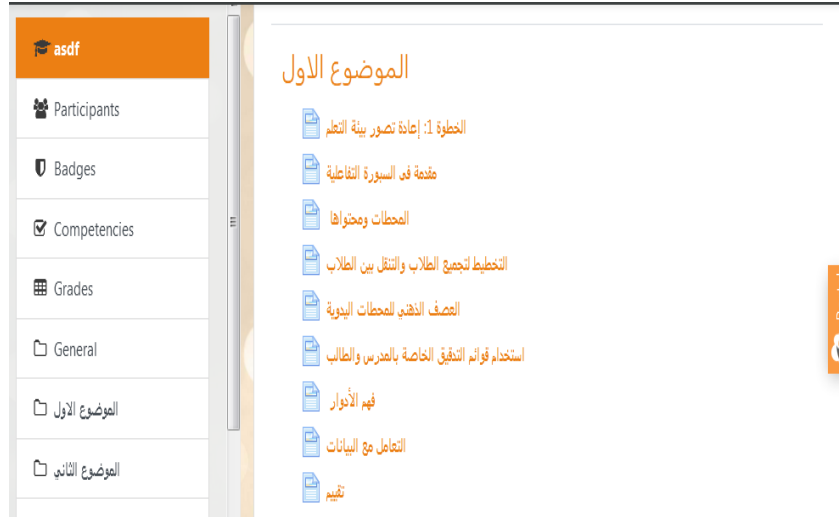 asdf
Participants
Badges
Competencies
Grades
General
الموضوع الاول
الموضوع الثاني
الموضوع الاول
الخطوة 1: إعادة تصور بيئة التعلم
مقدمة فى السبورة التفاعلية
المحطات ومحتواها
التخطيط لتجميع الطلاب والتنقل بين الطلاب
العصف الذهني للمحطات اليدوية
استخدام قوائم التدقيق الخاصة بالمدرس والطالب
فهم الأدوار
التعامل مع البيانات
تقييم